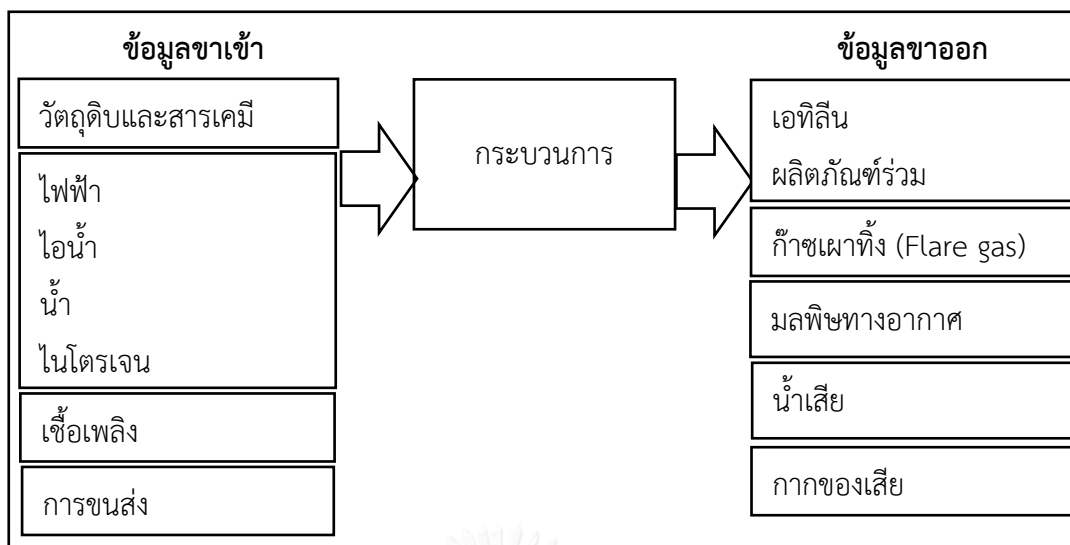 ข้อมูลขาเข้า
วัตถุดิบและสารเคมี
ไฟฟ้า
ไอน้ำ
น้ำ
ไนโตรเจน
เชื้อเพลิง
การขนส่ง
กระบวนการ
ข้อมูลขาออก
เอทิลีน
ผลิตภัณฑ์ร่วม
ก๊าซเผาทิ้ง (Flare gas)
มลพิษทางอากาศ
น้ำเสีย
กากของเสีย